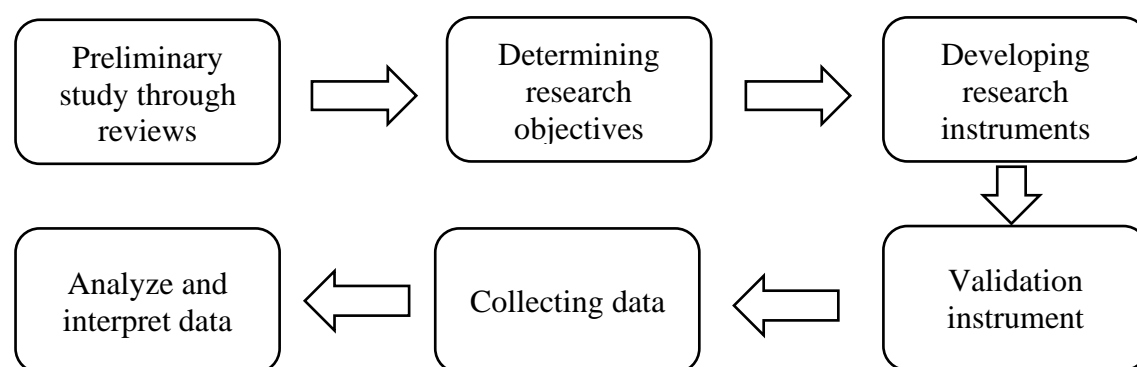 Preliminary
study through
reviews
Determining
research
objectives
Developing
research
instruments
Validation
instrument
Collecting data
Analyze and
interpret data